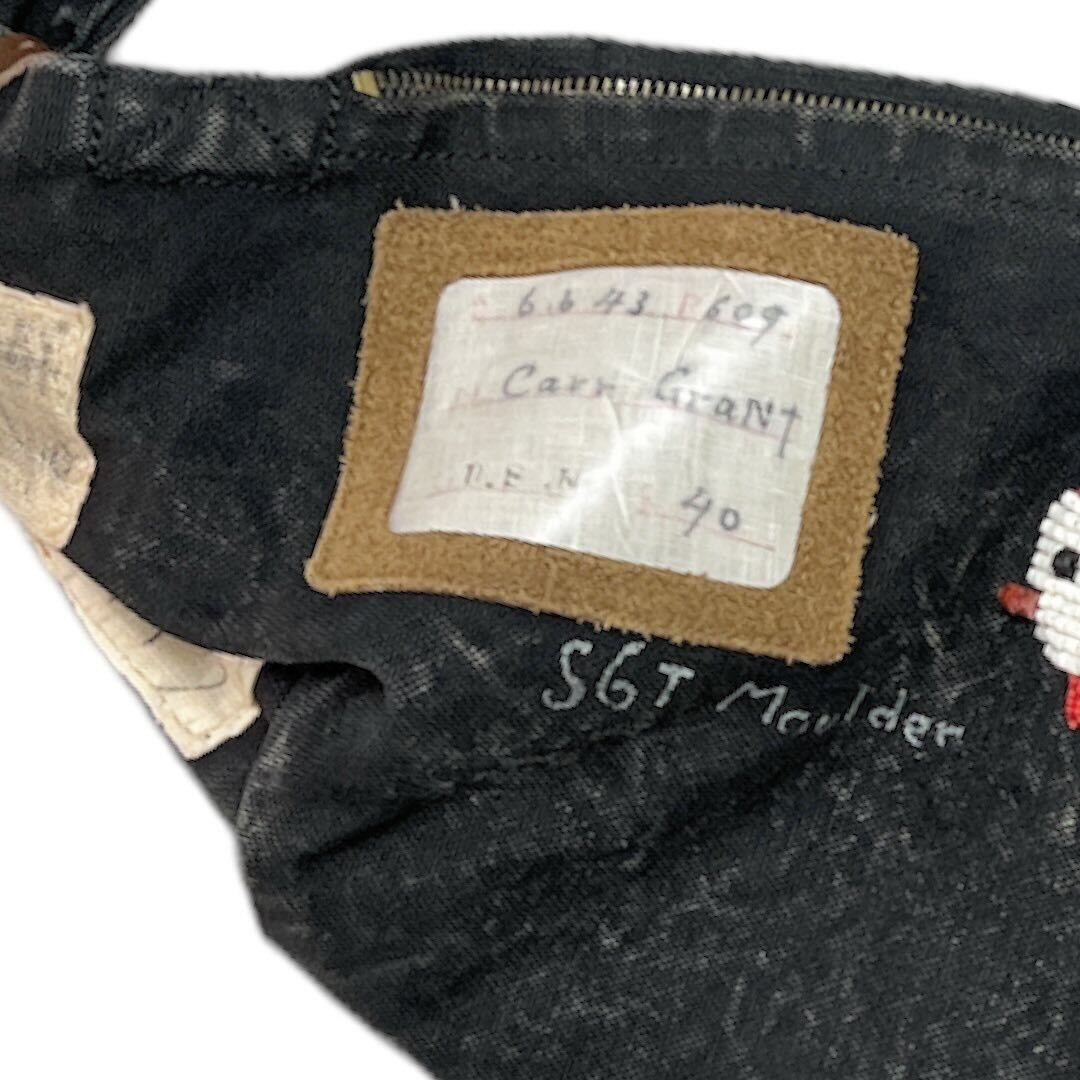 6.6 43 P 609
N Carr GraNT
40
SGT Moulder